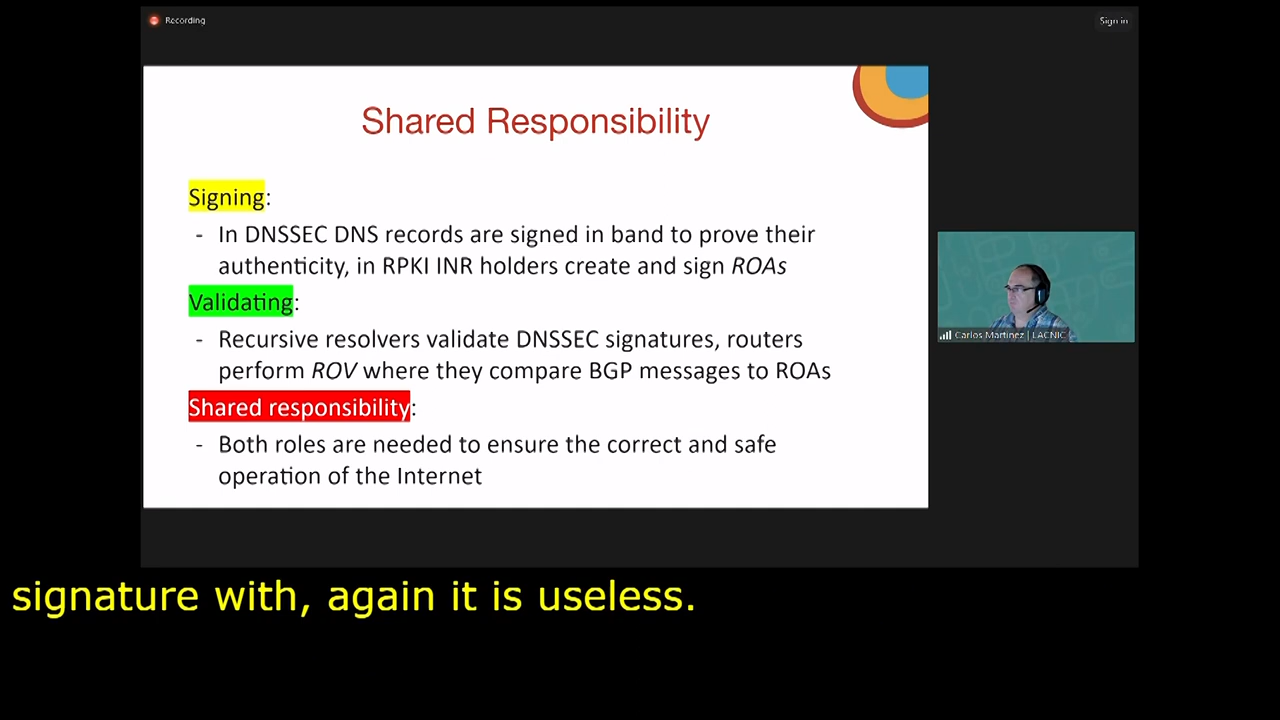 Recording
Sign in
Shared Responsibility
Signing:
- In DNSSEC DNS records are signed in band to prove their
authenticity, in RPKI INR holders create and sign ROAs
Validating:
- Recursive resolvers validate DNSSEC signatures, routers
perform ROV where they compare BGP messages to ROAs
Shared responsibility:
- Both roles are needed to ensure the correct and safe
operation of the Internet
Carlos Martinez | LACNIC
signature with, again it is useless.